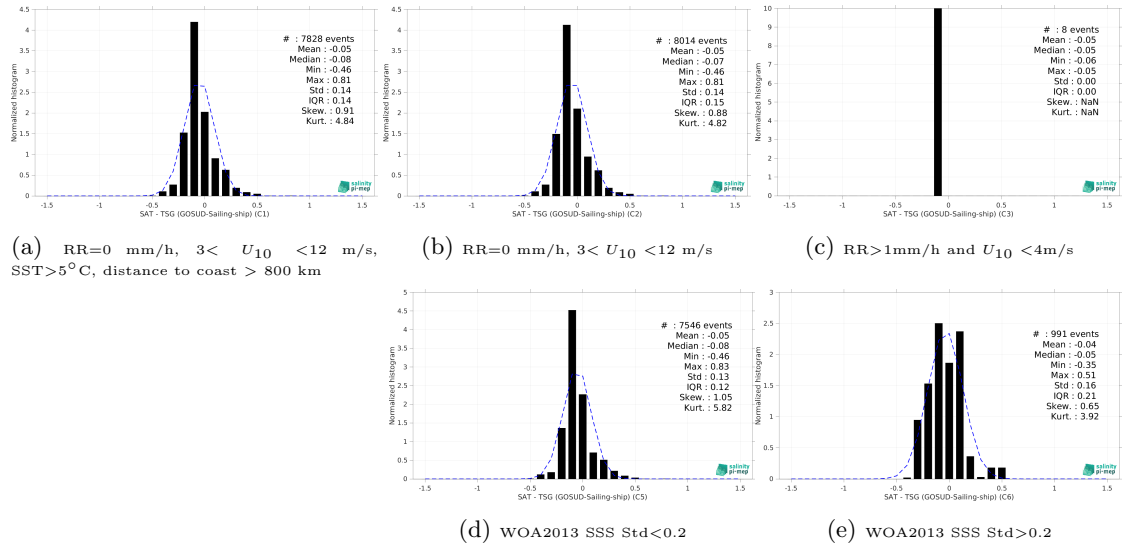 4.5
4
3.5
3
2.5
2
1.5
1
0.5
0
Normalized histogram
# : 7828 events
Mean : -0.05
Median : -0.08
Min : -0.46
Max : 0.81
Std : 0.14
IQR : 0.14
Skew. : 0.91
Kurt. : 4.84
salinity
pi-mep
-1.5 -1 -0.5 0 0.5 1 1.5
SAT - TSG (GOSUD-Sailing-ship) (C1)
(a) RR=0 mm/h, 3< U10 <12 m/s,
SST>5°C, distance to coast > 800 km
4.5
4
3.5
3
2.5
2
1.5
1
0.5
0
Normalized histogram
# : 8014 events
Mean : -0.05
Median : -0.07
Min : -0.46
Max : 0.81
Std : 0.14
IQR : 0.15
Skew. : 0.88
Kurt. : 4.82
salinity
pi-mep
-1.5 -1 -0.5 0 0.5 1 1.5
SAT - TSG (GOSUD-Sailing-ship) (C2)
(b) RR=0 mm/h, 3< U10 <12 m/s
10
9
8
7
6
5
4
3
2
1
0
Normalized histogram
# : 8 events
Mean : -0.05
Median : -0.05
Min : -0.06
Max : -0.05
Std : 0.00
IQR : 0.00
Skew. : NaN
Kurt. : NaN
salinity
pi-mep
-1.5 -1 -0.5 0 0.5 1 1.5
SAT - TSG (GOSUD-Sailing-ship) (C3)
(c) RR>1mm/h and U10 <4m/s
5
4.5
4
3.5
3
2.5
2
1.5
1
0.5
0
Normalized histogram
# : 7546 events
Mean : -0.05
Median : -0.08
Min : -0.46
Max : 0.83
Std : 0.13
IQR : 0.12
Skew. : 1.05
Kurt. : 5.82
salinity
pi-mep
-1.5 -1 -0.5 0 0.5 1 1.5
SAT - TSG (GOSUD-Sailing-ship) (C5)
(d) WOA2013 SSS Std<0.2
3
2.5
2
1.5
1
0.5
0
Normalized histogram
# : 991 events
Mean : -0.04
Median : -0.05
Min : -0.35
Max : 0.51
Std : 0.16
IQR : 0.21
Skew. : 0.65
Kurt. : 3.92
salinity
pi-mep
-1.5 -1 -0.5 0 0.5 1 1.5
SAT - TSG (GOSUD-Sailing-ship) (C6)
(e) WOA2013 SSS Std>0.2